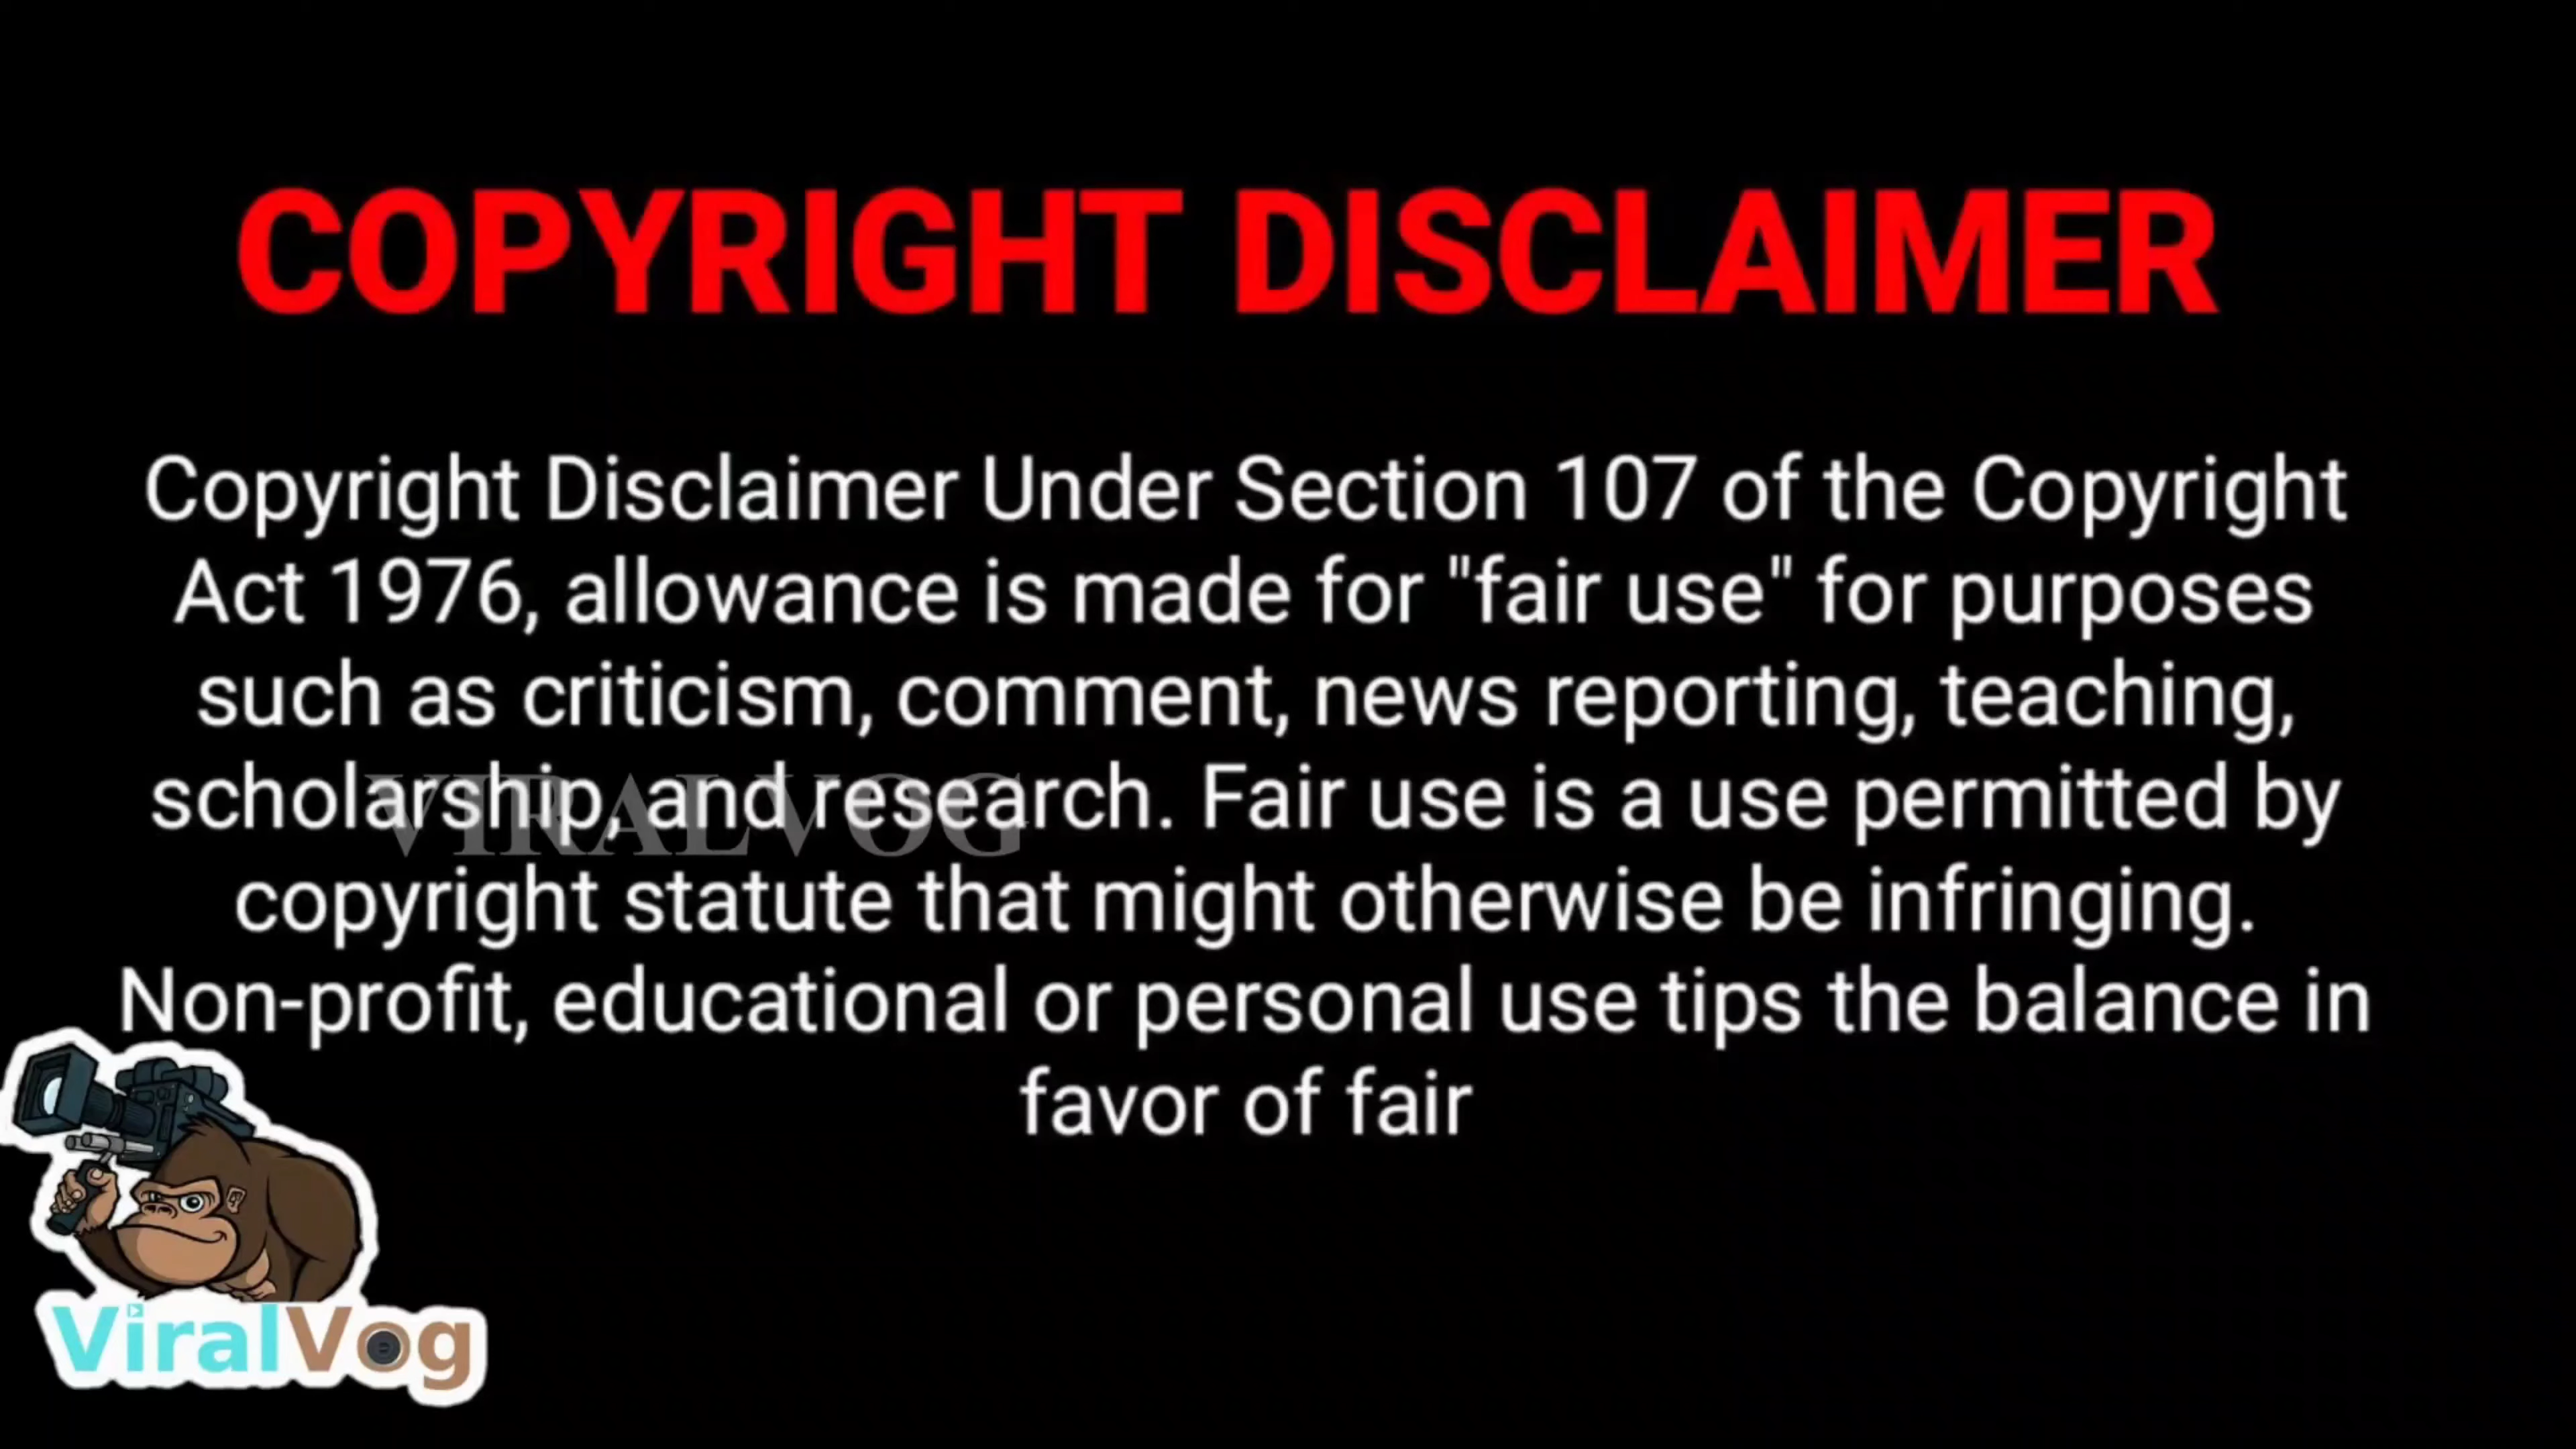 COPYRIGHT DISCLAIMER
Copyright Disclaimer Under Section 107 of the Copyright
Act 1976, allowance is made for "fair use" for purposes
such as criticism, comment, news reporting, teaching,
scholarship, and research. Fair use is a use permitted by
VIRALVOG
copyright statute that might otherwise be infringing.
Non-profit, educational or personal use tips the balance in
favor of fair
ViralVog